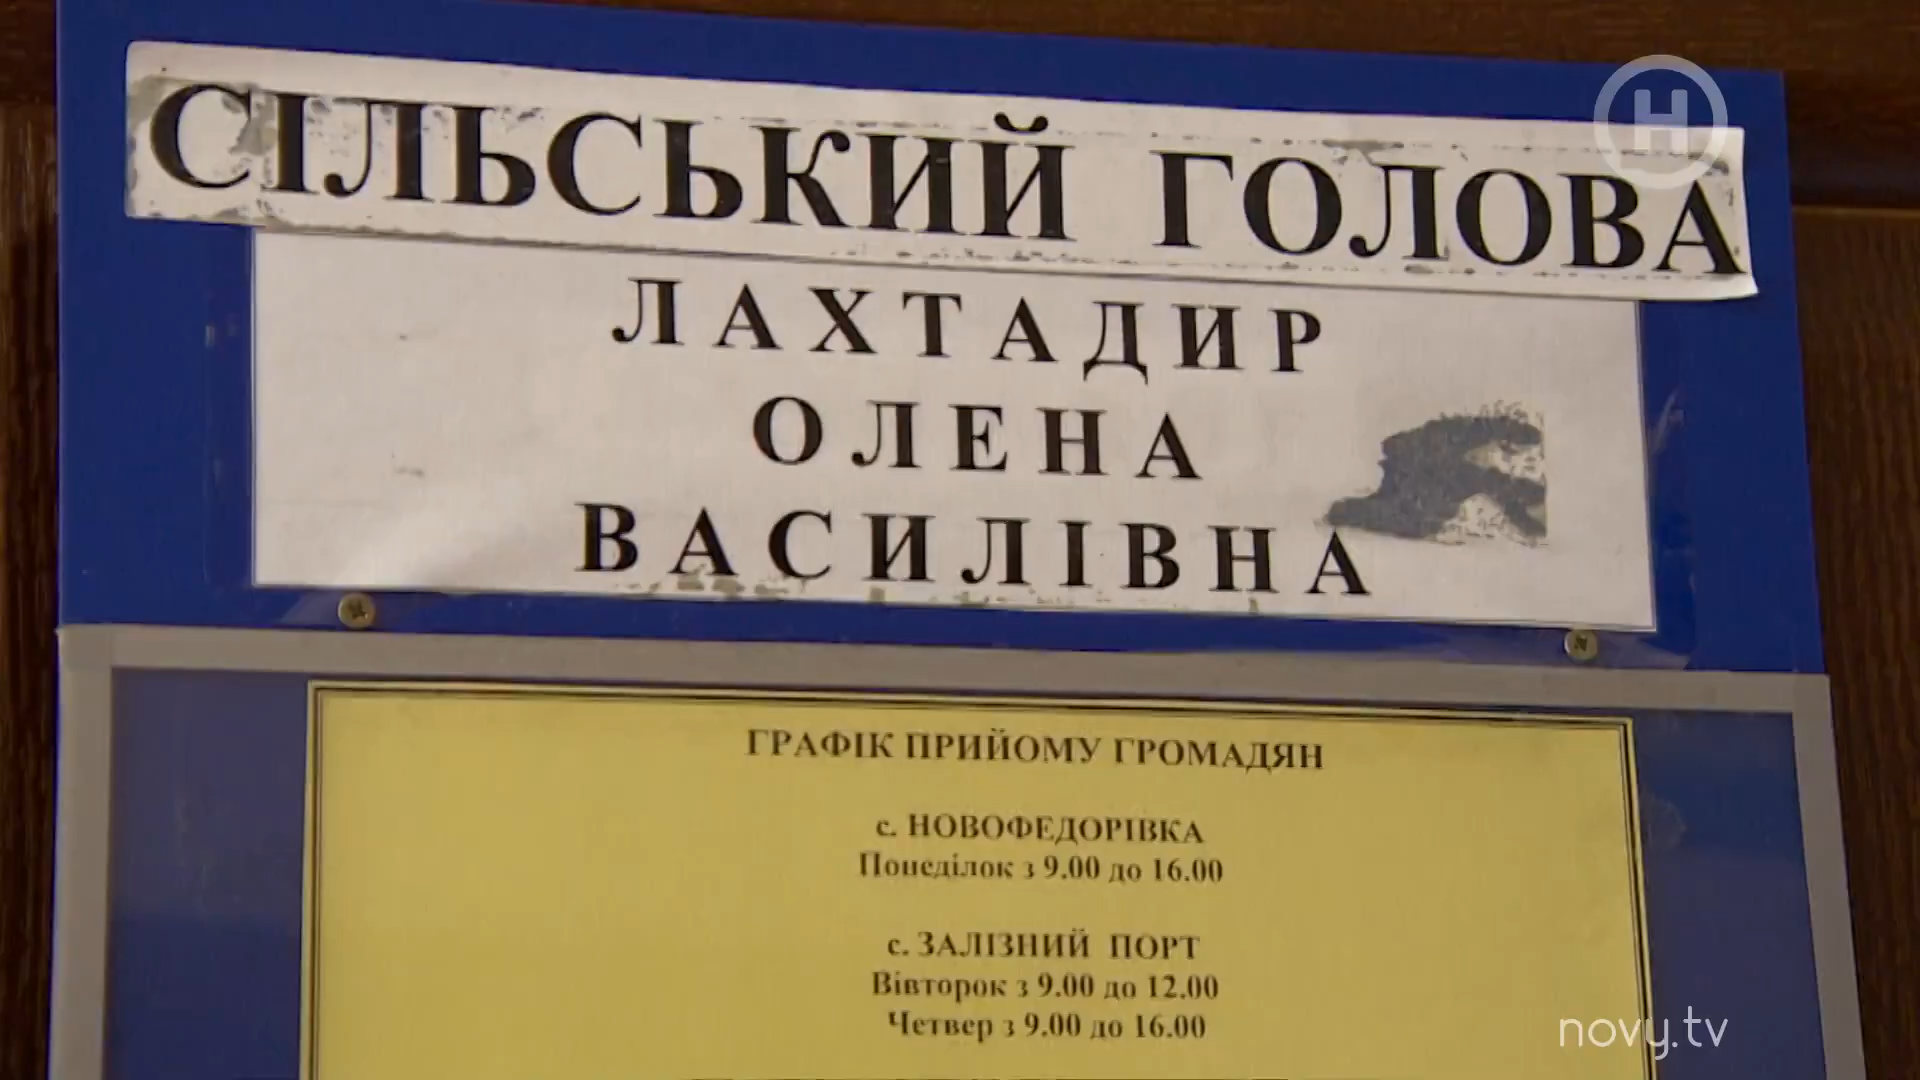 Н
СІЛЬСЬКИЙ ГОЛОВА
ЛАХТАДИР
ОЛЕНА
ВАСИЛІВНА
ГРАФІК ПРИЙОМУ ГРОМАДЯН
с. НОВОФЕДОРІВКА
Понеділок з 9.00 до 16.00
с. ЗАЛІЗНИЙ ПОРТ
Вівторок з 9.00 до 12.00
Четвер з 9.00 до 16.00
novy.tv